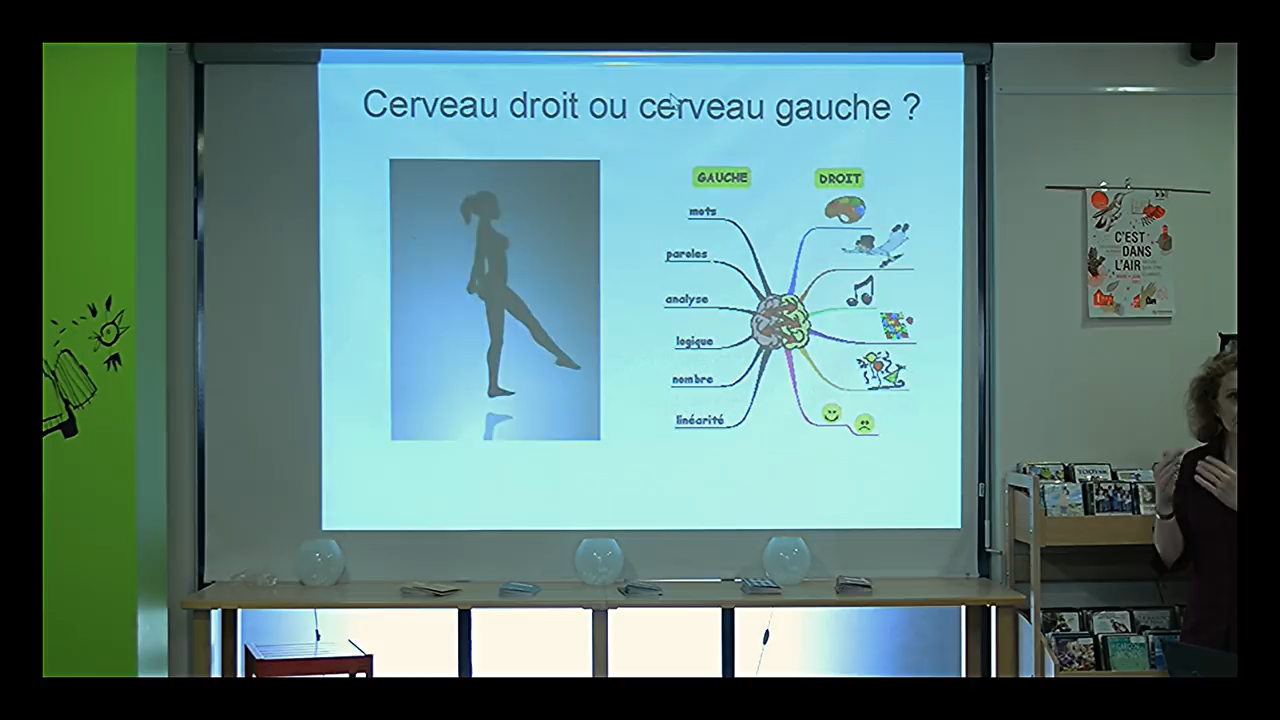 Cerveau droit ou cerveau gauche ?
GAUCHE
DROIT
mots
paroles
analyse
logique
nombre
linéarité
C'EST
DANS
L'AIR